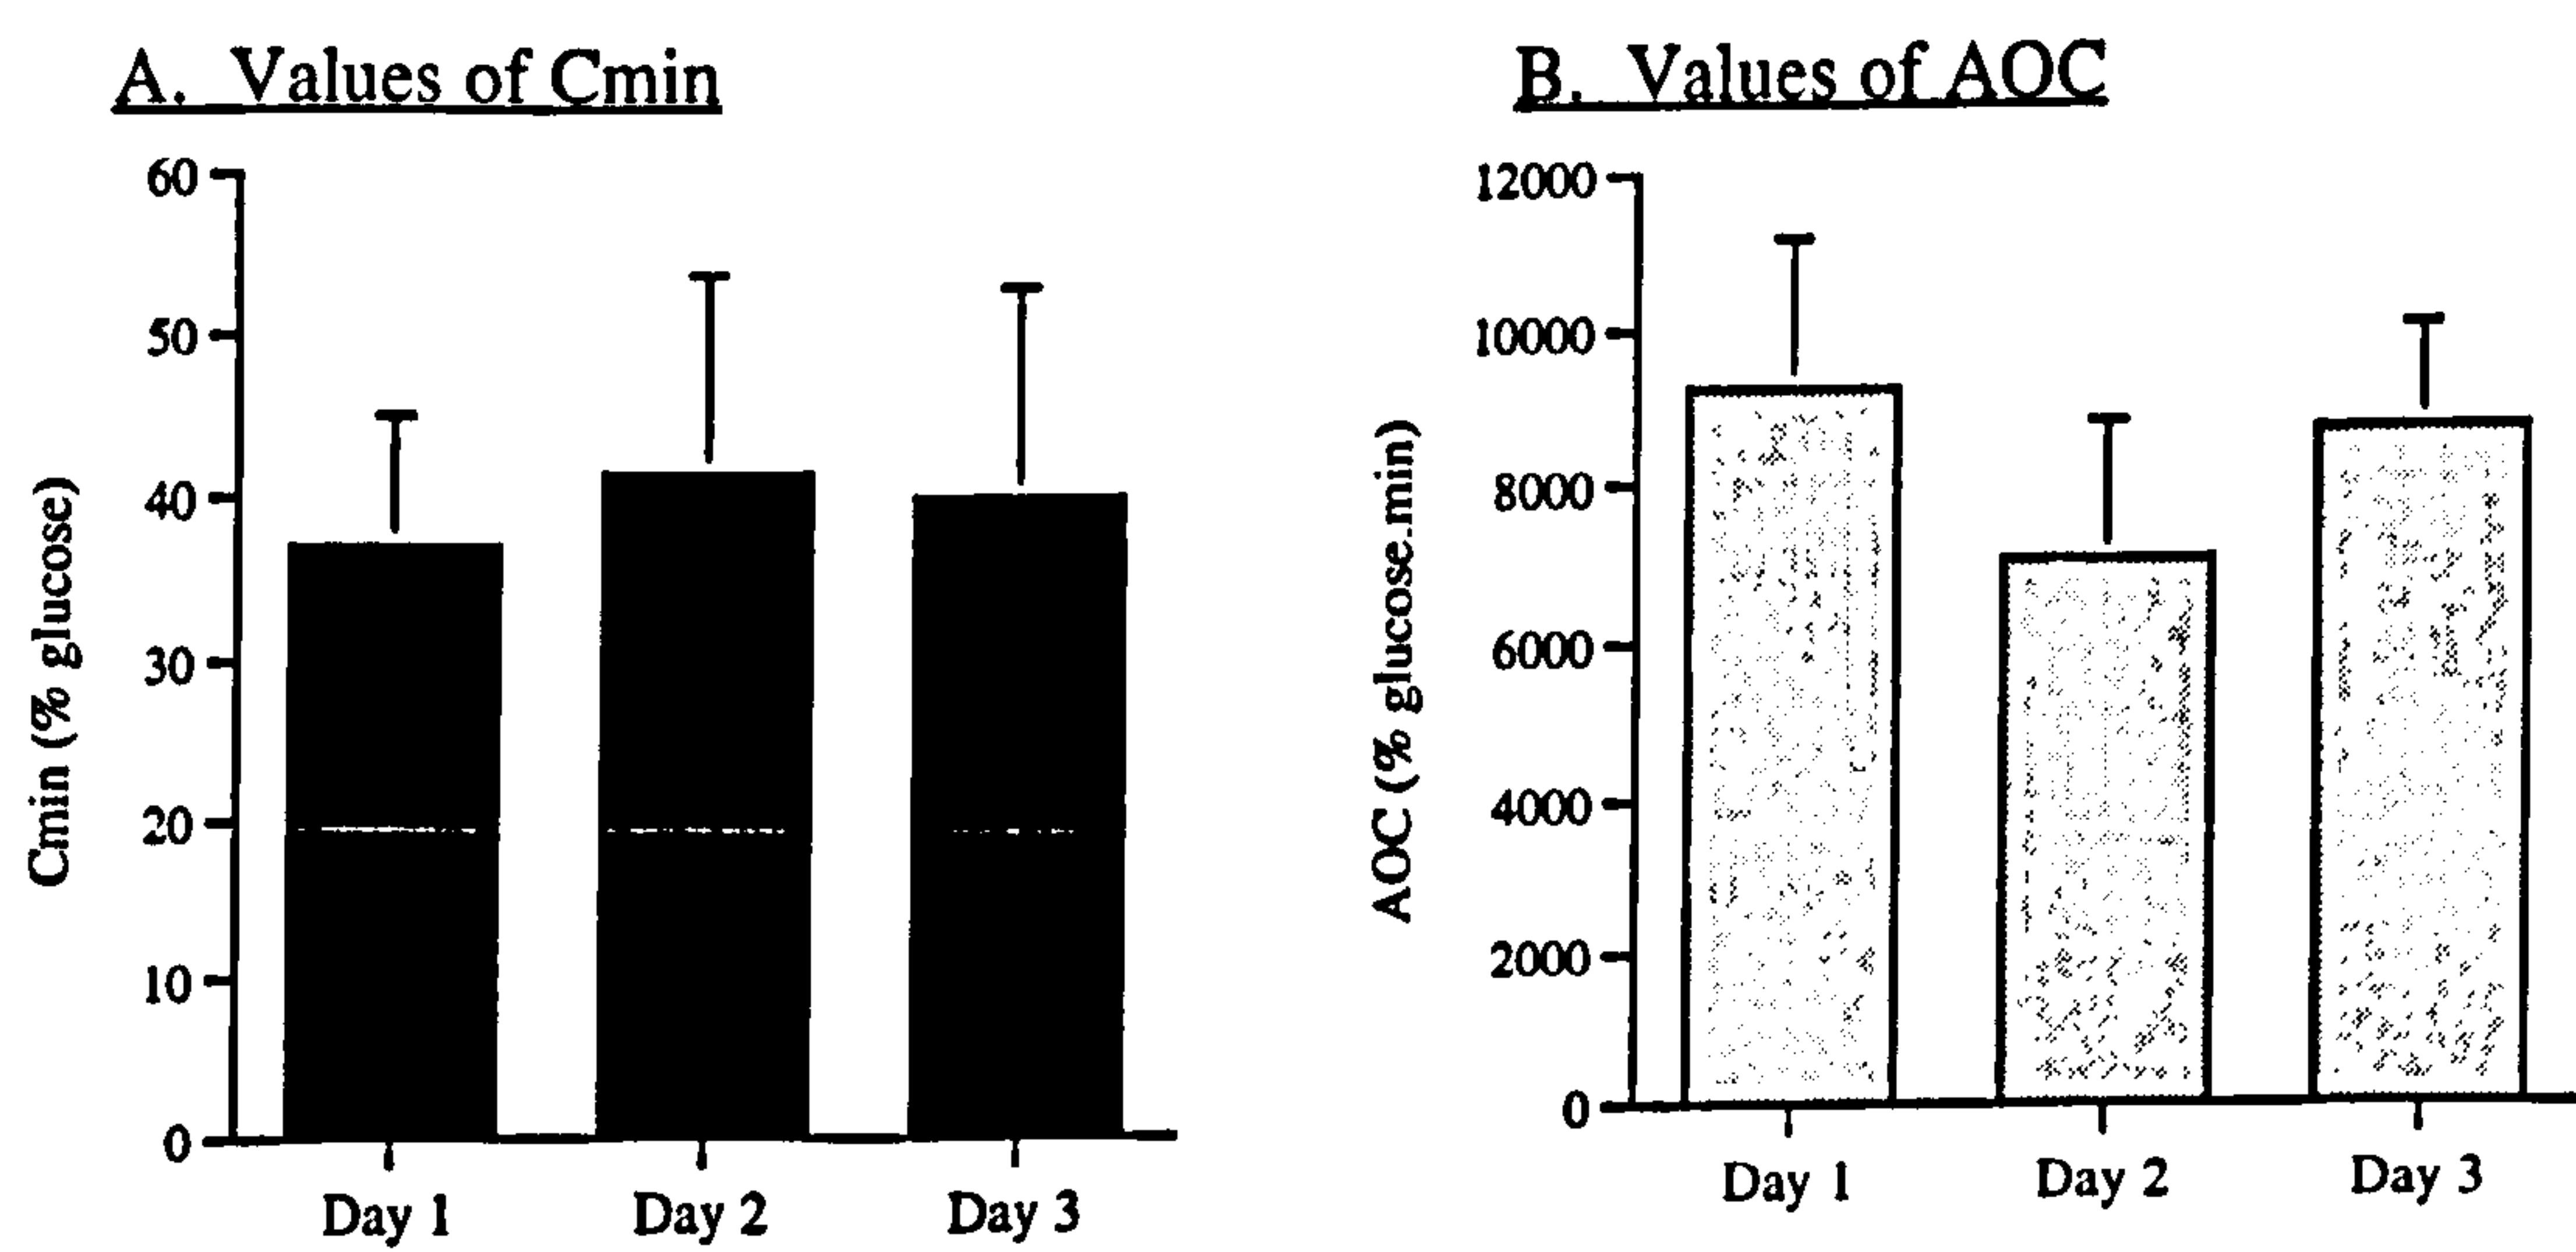 A. Values of Cmin
60
50
40
30
20
10
0
Cmin (% glucose)
Day 1
Day 2
Day 3
B. Values of AOC
12000
10000
8000
6000
4000
2000
0
AOC (% glucose.min)
Day 1
Day 2
Day 3